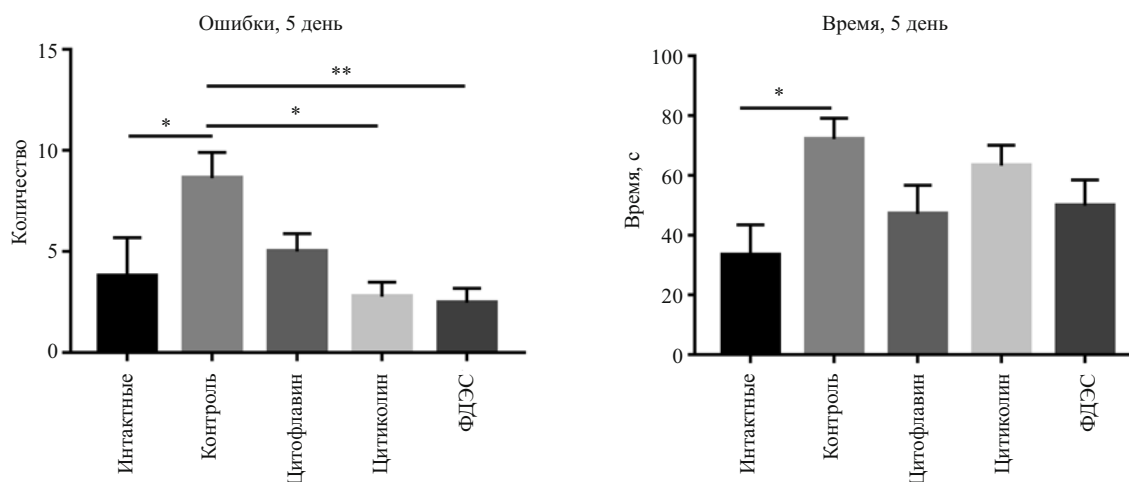 Ошибки, 5 день
15
10
5
0
Количество
*
*
**
Интактные
Контроль
Цитофлавин
Цитиколин
ФДЭС
Время, 5 день
100
80
60
40
20
0
Время, с
*
Интактные
Контроль
Цитофлавин
Цитиколин
ФДЭС